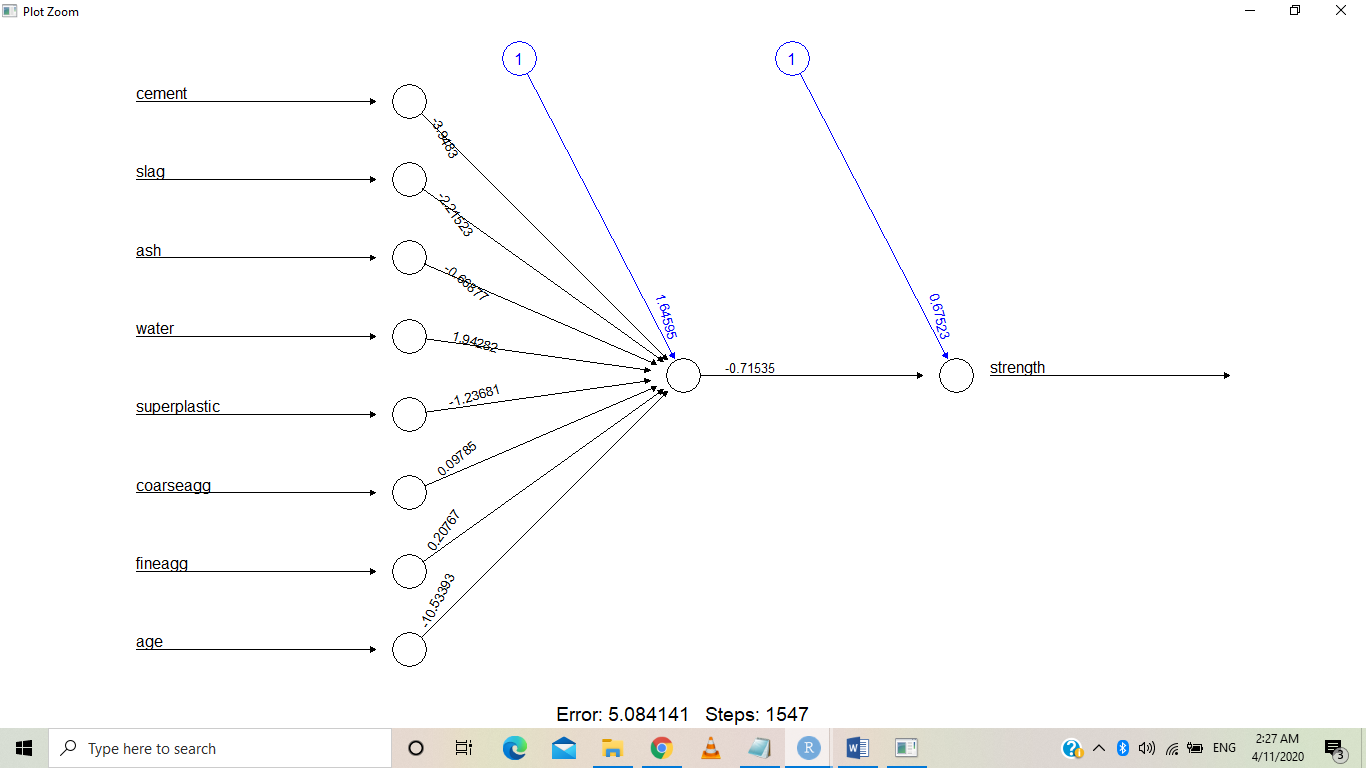 Plot Zoom
1
1
cement
-3.9483
slag
-2.21523
ash
-0.66877
1.64595
0.67523
water
1.94282
-0.71535
strength
superplastic
-1.23681
coarseagg
0.09785
fineagg
0.20767
age
-10.53393
Error: 5.084141 Steps: 1547
Type here to search
R
W
ENG
2:27 AM
4/11/2020
3